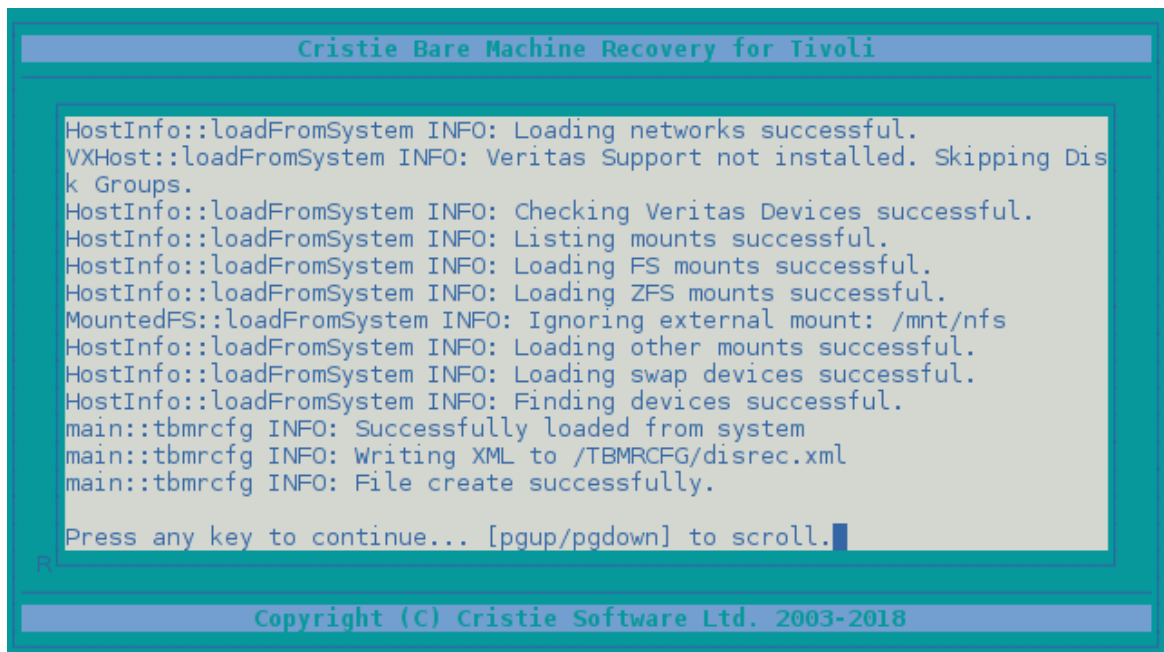 Cristie Bare Machine Recovery for Tivoli
HostInfo::loadFromSystem INFO: Loading networks successful.
VXHost::loadFromSystem INFO: Veritas Support not installed. Skipping Dis
k Groups.
HostInfo::loadFromSystem INFO: Checking Veritas Devices successful.
HostInfo::loadFromSystem INFO: Listing mounts successful.
HostInfo::loadFromSystem INFO: Loading FS mounts successful.
HostInfo::loadFromSystem INFO: Loading ZFS mounts successful.
MountedFS::loadFromSystem INFO: Ignoring external mount: /mnt/nfs
HostInfo::loadFromSystem INFO: Loading other mounts successful.
HostInfo::loadFromSystem INFO: Loading swap devices successful.
HostInfo::loadFromSystem INFO: Finding devices successful.
main::tbmrcfg INFO: Successfully loaded from system
main::tbmrcfg INFO: Writing XML to /TBMRCFG/disrec.xml
main::tbmrcfg INFO: File create successfully.
Press any key to continue... [pgup/pgdown] to scroll.
R
Copyright (C) Cristie Software Ltd. 2003-2018